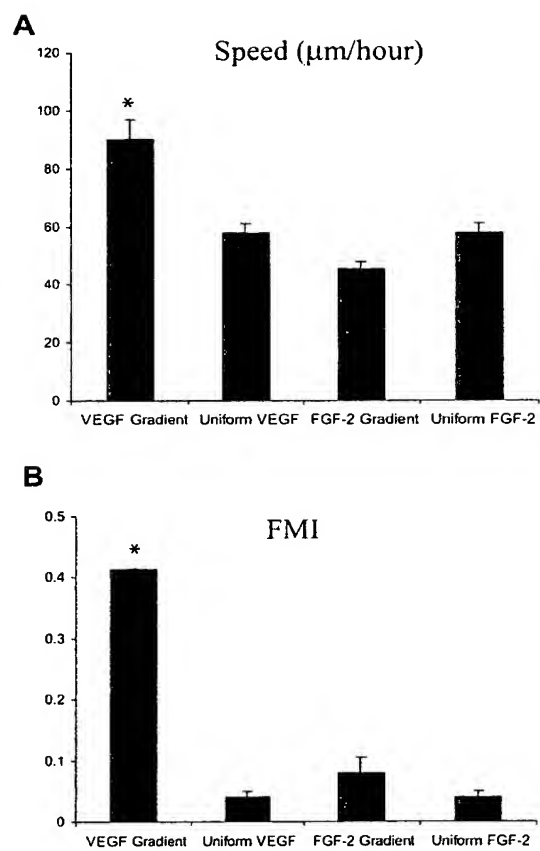 A
Speed (μm/hour)
120
*
100
80
60
40
20
0
VEGF Gradient Uniform VEGF FGF-2 Gradient Uniform FGF-2
B
0.5
FMI
*
0.4
0.3
0.2
0.1
0
VEGF Gradient Uniform VEGF FGF-2 Gradient Uniform FGF-2